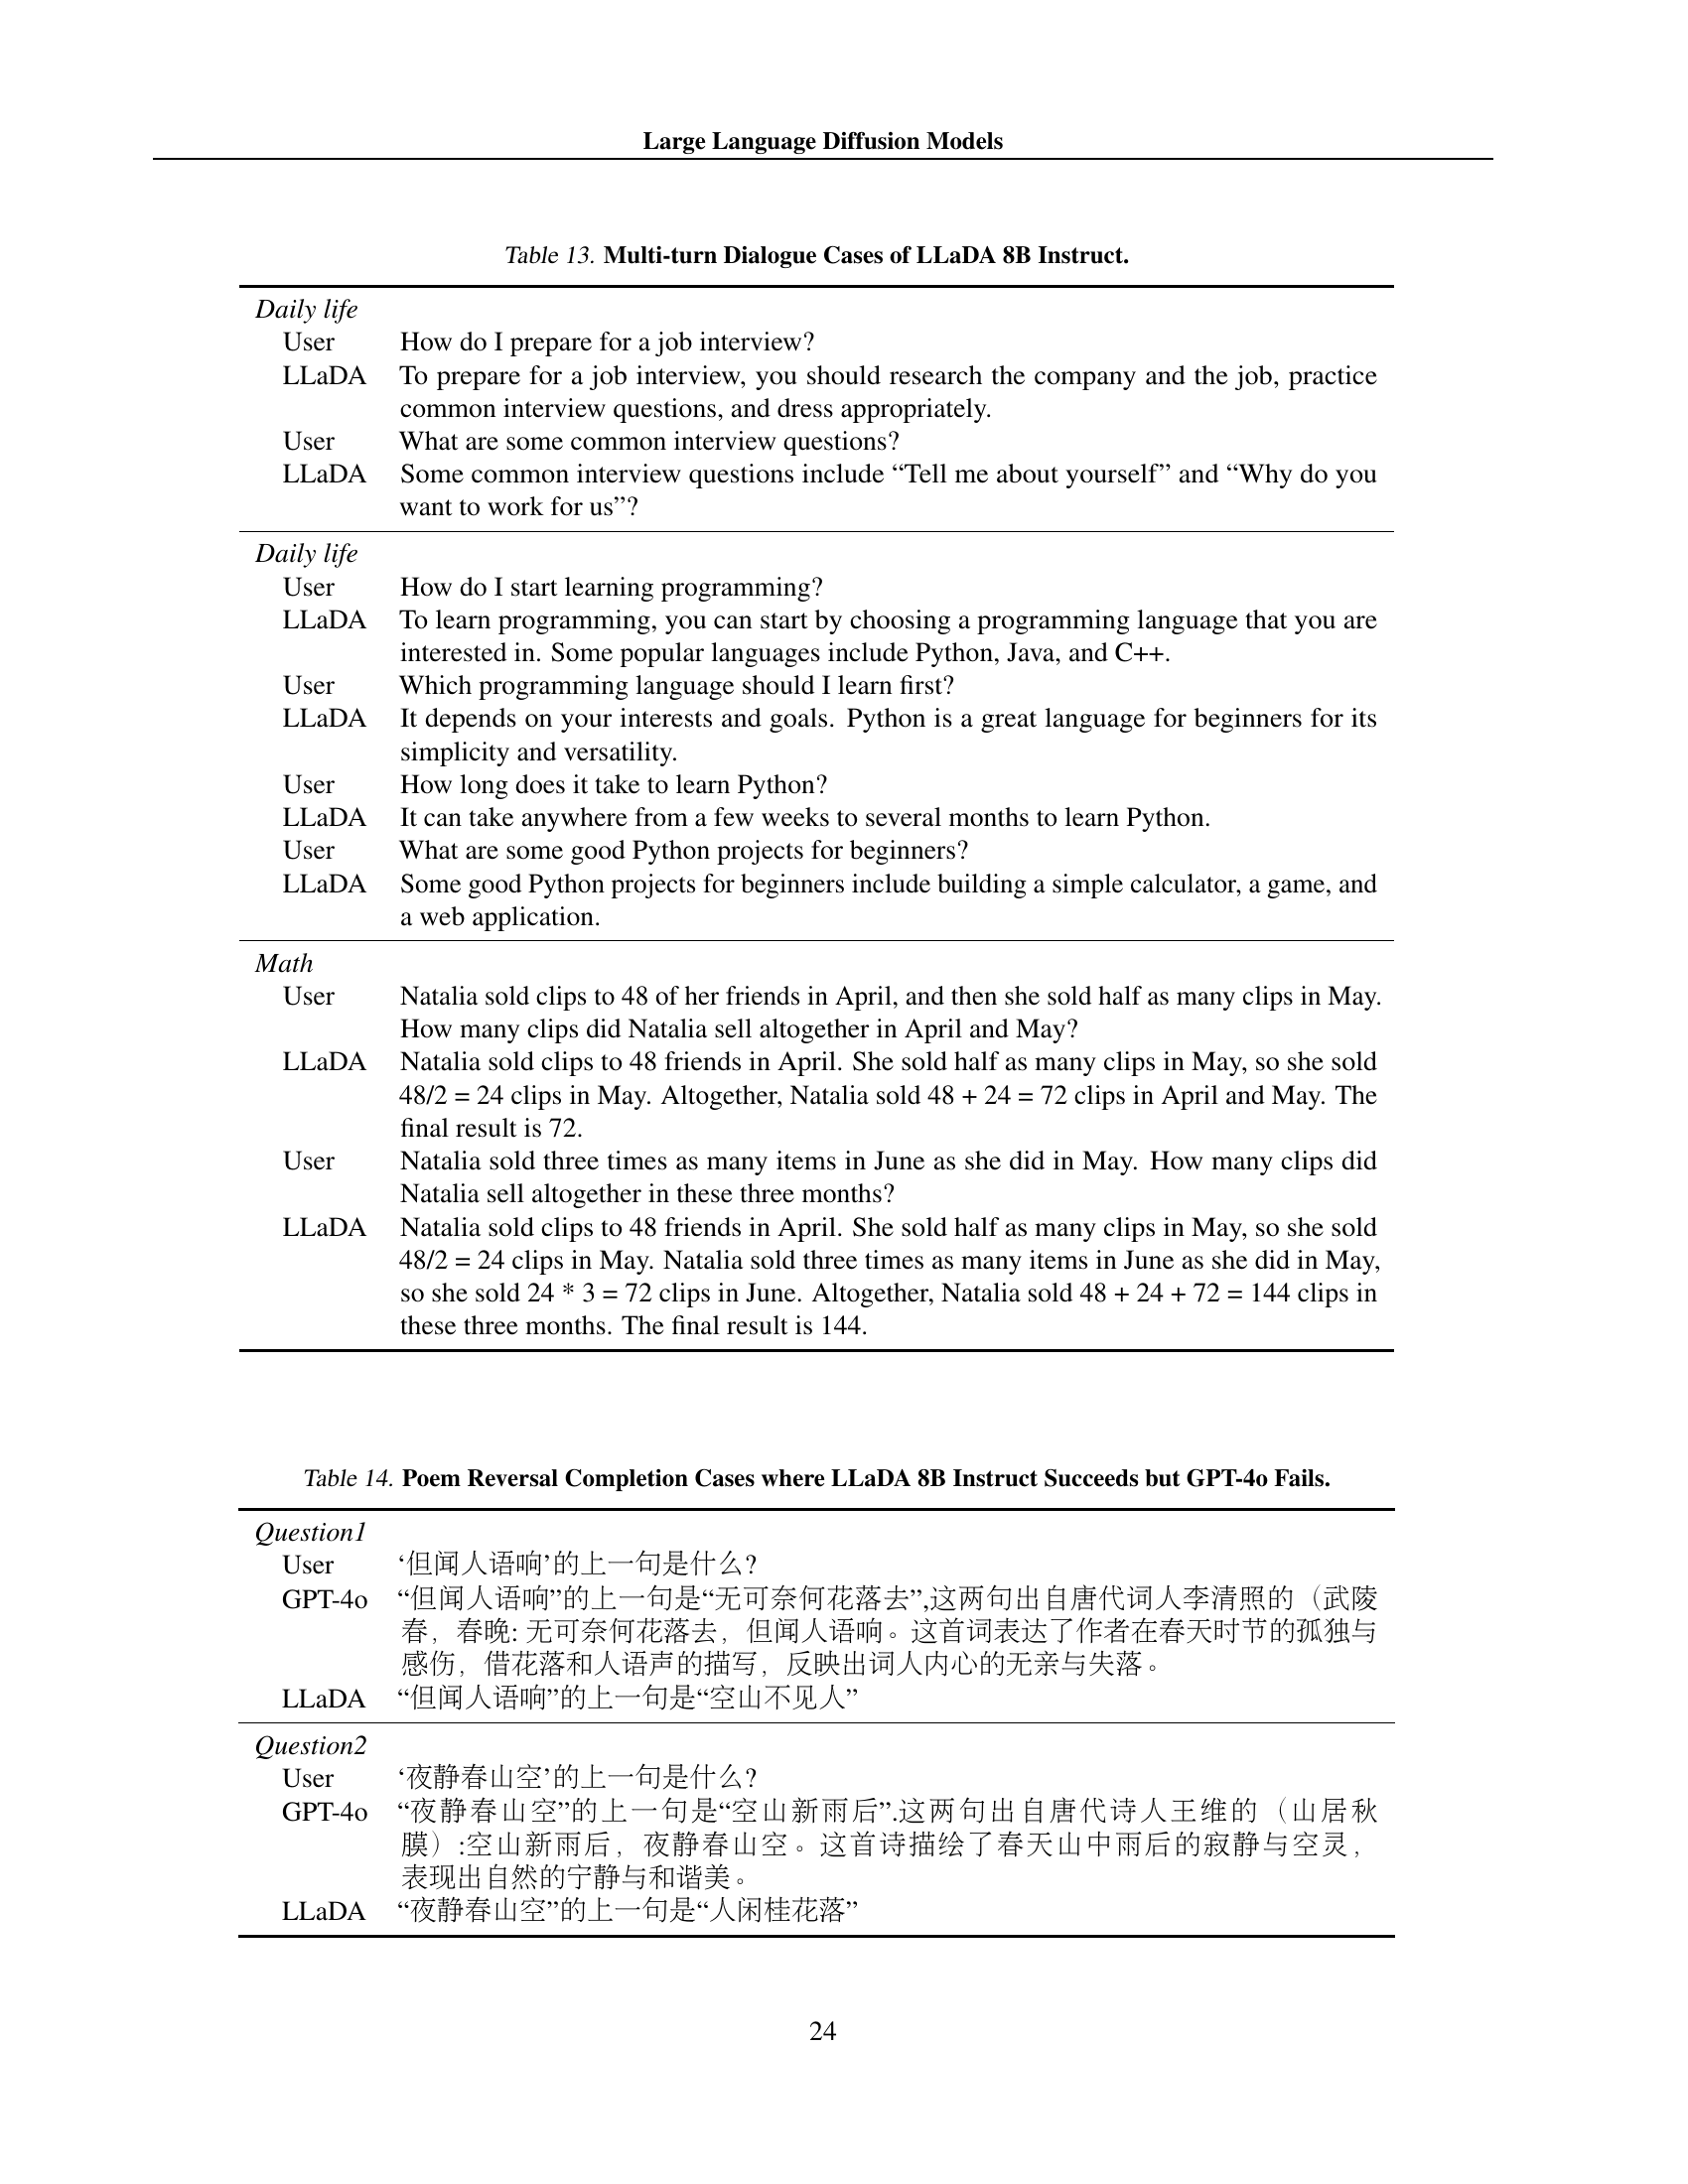 Large Language Diffusion Models
Table 13. Multi-turn Dialogue Cases of LLaDA 8B Instruct.
Daily life
User How do I prepare for a job interview?
LLaDA To prepare for a job interview, you should research the company and the job, practice
common interview questions, and dress appropriately.
User What are some common interview questions?
LLaDA Some common interview questions include “Tell me about yourself” and “Why do you
want to work for us”?
Daily life
User How do I start learning programming?
LLaDA To learn programming, you can start by choosing a programming language that you are
interested in. Some popular languages include Python, Java, and C++.
User Which programming language should I learn first?
LLaDA It depends on your interests and goals. Python is a great language for beginners for its
simplicity and versatility.
User How long does it take to learn Python?
LLaDA It can take anywhere from a few weeks to several months to learn Python.
User What are some good Python projects for beginners?
LLaDA Some good Python projects for beginners include building a simple calculator, a game, and
a web application.
Math
User Natalia sold clips to 48 of her friends in April, and then she sold half as many clips in May.
How many clips did Natalia sell altogether in April and May?
LLaDA Natalia sold clips to 48 friends in April. She sold half as many clips in May, so she sold
48/2 = 24 clips in May. Altogether, Natalia sold 48 + 24 = 72 clips in April and May. The
final result is 72.
User Natalia sold three times as many items in June as she did in May. How many clips did
Natalia sell altogether in these three months?
LLaDA Natalia sold clips to 48 friends in April. She sold half as many clips in May, so she sold
48/2 = 24 clips in May. Natalia sold three times as many items in June as she did in May,
so she sold 24 * 3 = 72 clips in June. Altogether, Natalia sold 48 + 24 + 72 = 144 clips in
these three months. The final result is 144.
Table 14. Poem Reversal Completion Cases where LLaDA 8B Instruct Succeeds but GPT-4o Fails.
Question1
User ‘但闻人语响’的上一句是什么?
GPT-4o “但闻人语响”的上一句是“无可奈何花落去”,这两句出自唐代词人李清照的（武陵
春，春晚: 无可奈何花落去，但闻人语响。这首词表达了作者在春天时节的孤独与
感伤，借花落和人语声的描写，反映出词人内心的无亲与失落。
LLaDA “但闻人语响”的上一句是“空山不见人”
Question2
User ‘夜静春山空’的上一句是什么?
GPT-4o “夜静春山空”的上一句是“空山新雨后”.这两句出自唐代诗人王维的（山居秋
膜）:空山新雨后，夜静春山空。这首诗描绘了春天山中雨后的寂静与空灵，
表现出自然的宁静与和谐美。
LLaDA “夜静春山空”的上一句是“人闲桂花落”
24